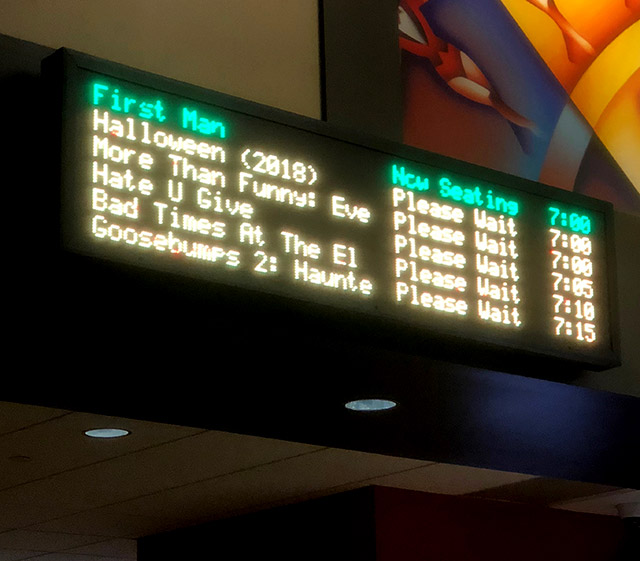 First Man Now Seating 7:00
Halloween (2018) Please Wait 7:00
More Than Funny: Eve Please Wait 7:00
Hate U Give Please Wait 7:05
Bad Times At The El Please Wait 7:10
Goosebumps 2: Haunte Please Wait 7:15